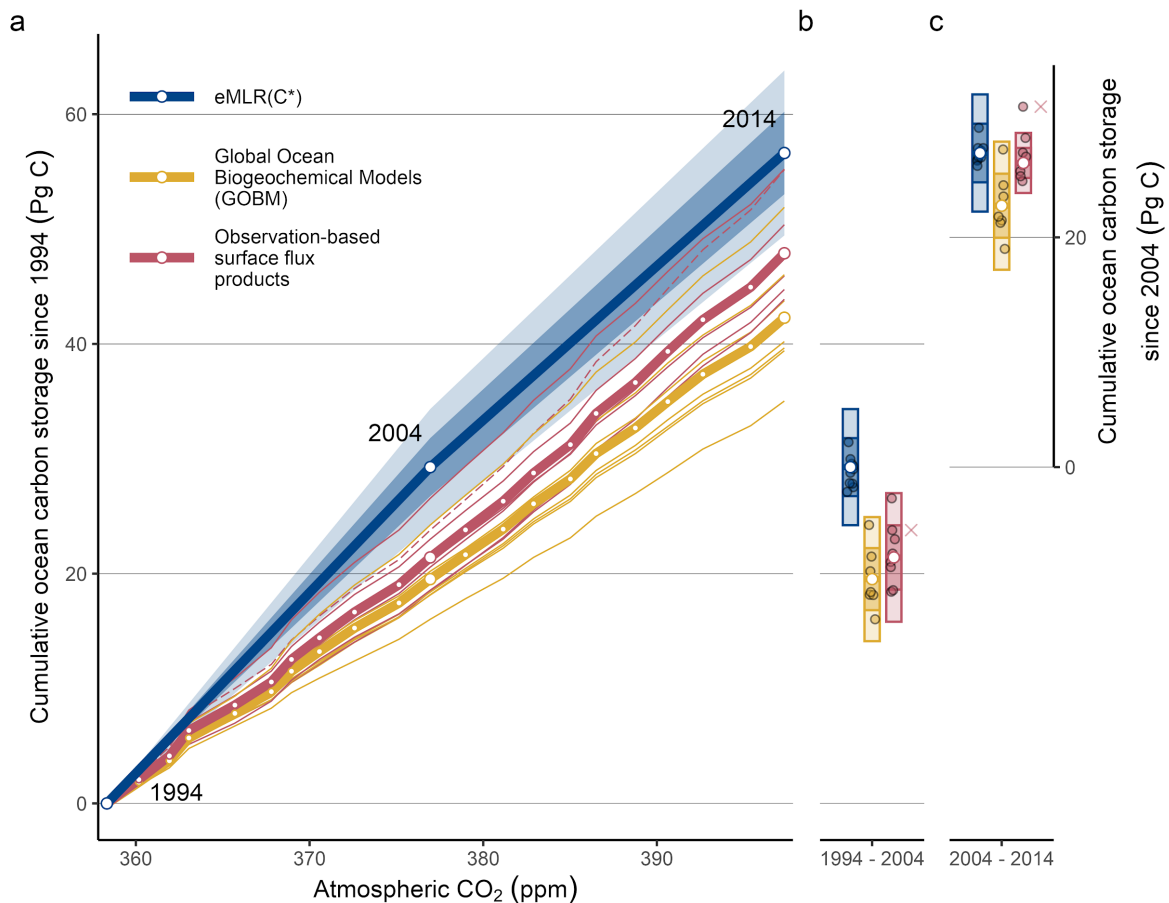 a
b
c
Cumulative ocean carbon storage since 1994 (Pg C)
60
40
20
0
eMLR(C*)
Global Ocean
Biogeochemical Models
(GOBM)
Observation-based
surface flux
products
2014
2004
1994
360
370
380
390
Atmospheric CO₂ (ppm)
1994 - 2004
2004 - 2014
20
0
Cumulative ocean carbon storage
since 2004 (Pg C)